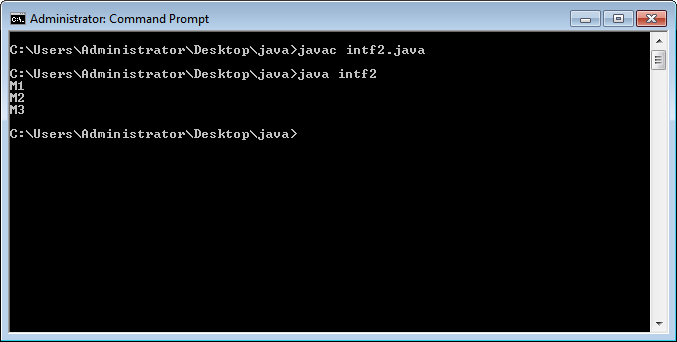 Administrator: Command Prompt
C:\Users\Administrator\Desktop\java>javac intf2.java
C:\Users\Administrator\Desktop\java>java intf2
M1
M2
M3
C:\Users\Administrator\Desktop\java>